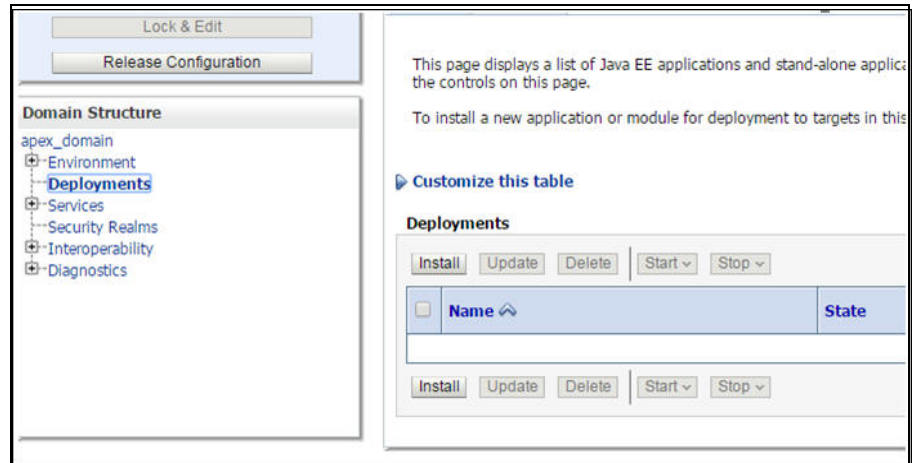 Lock & Edit
Release Configuration
Domain Structure
apex_domain
Environment
Deployments
Services
Security Realms
Interoperability
Diagnostics
This page displays a list of Java EE applications and stand-alone applica
the controls on this page.
To install a new application or module for deployment to targets in this
Customize this table
Deployments
Install Update Delete Start Stop
Name State
Install Update Delete Start Stop